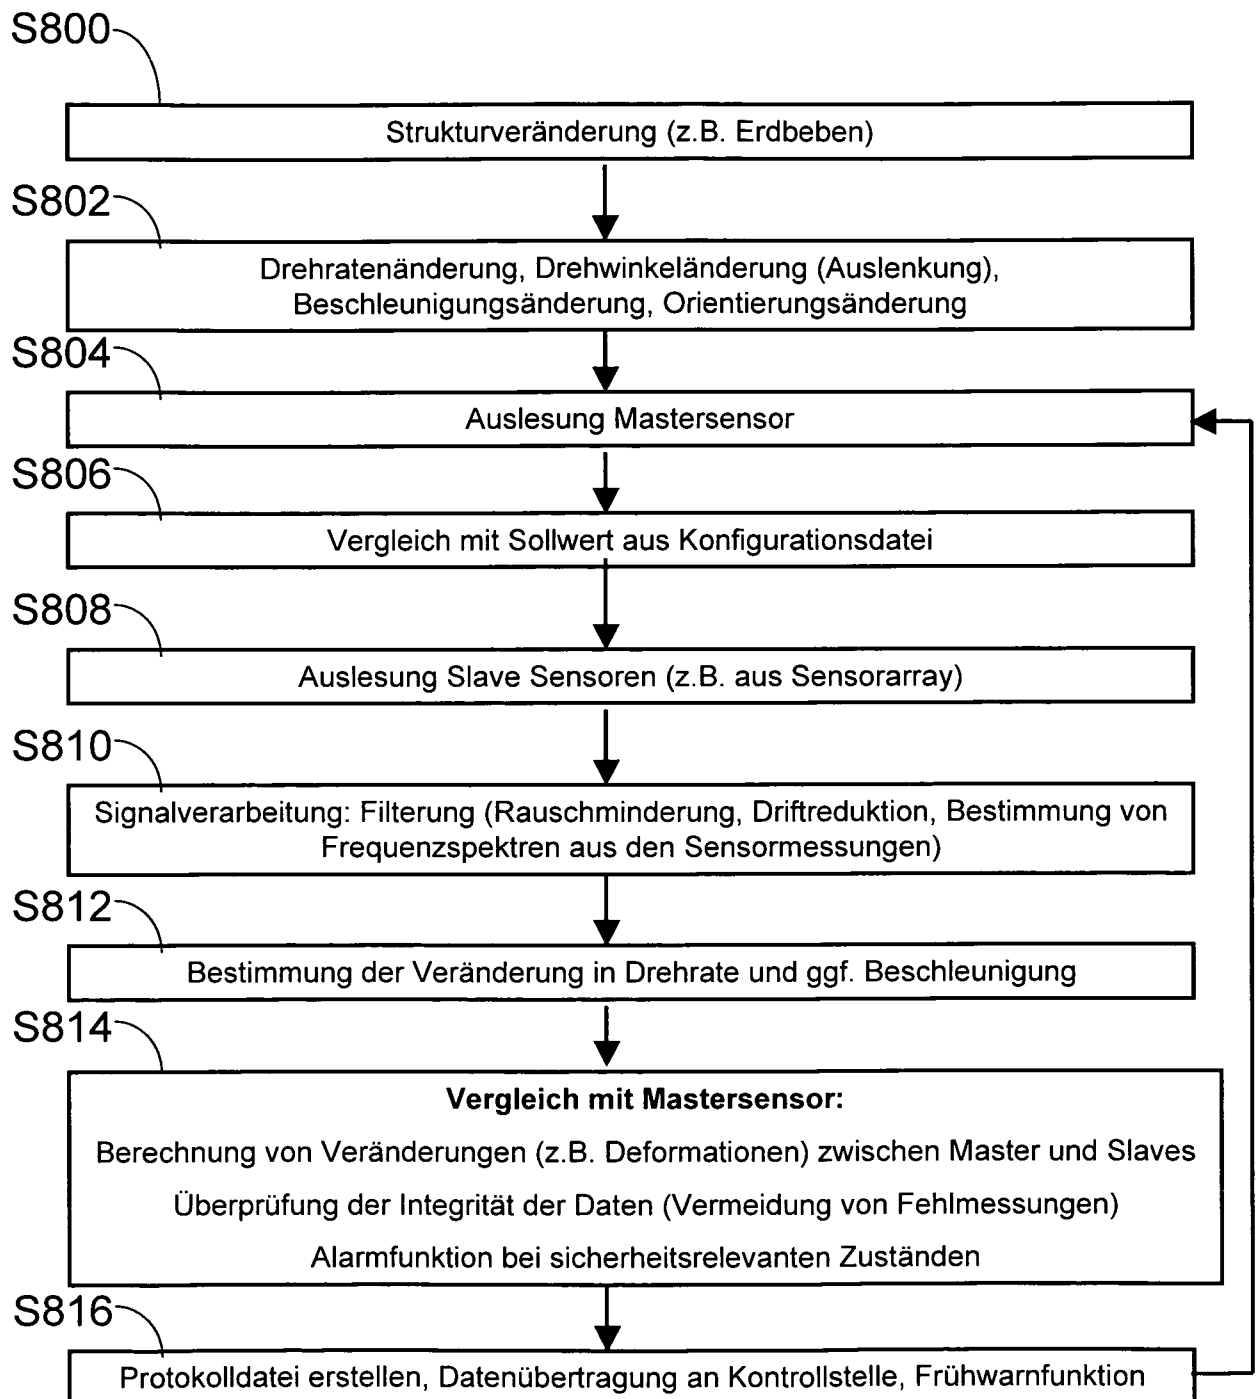 S800
Strukturveränderung (z.B. Erdbeben)
S802
Drehratenänderung, Drehwinkeländerung (Auslenkung),
Beschleunigungsänderung, Orientierungsänderung
S804
Auslesung Mastersensor
S806
Vergleich mit Sollwert aus Konfigurationsdatei
S808
Auslesung Slave Sensoren (z.B. aus Sensorarray)
S810
Signalverarbeitung: Filterung (Rauschminderung, Driftreduktion, Bestimmung von
Frequenzspektren aus den Sensormessungen)
S812
Bestimmung der Veränderung in Drehrate und ggf. Beschleunigung
S814
Vergleich mit Mastersensor:
Berechnung von Veränderungen (z.B. Deformationen) zwischen Master und Slaves
Überprüfung der Integrität der Daten (Vermeidung von Fehlmessungen)
Alarmfunktion bei sicherheitsrelevanten Zuständen
S816
Protokolldatei erstellen, Datenübertragung an Kontrollstelle, Frühwarnfunktion